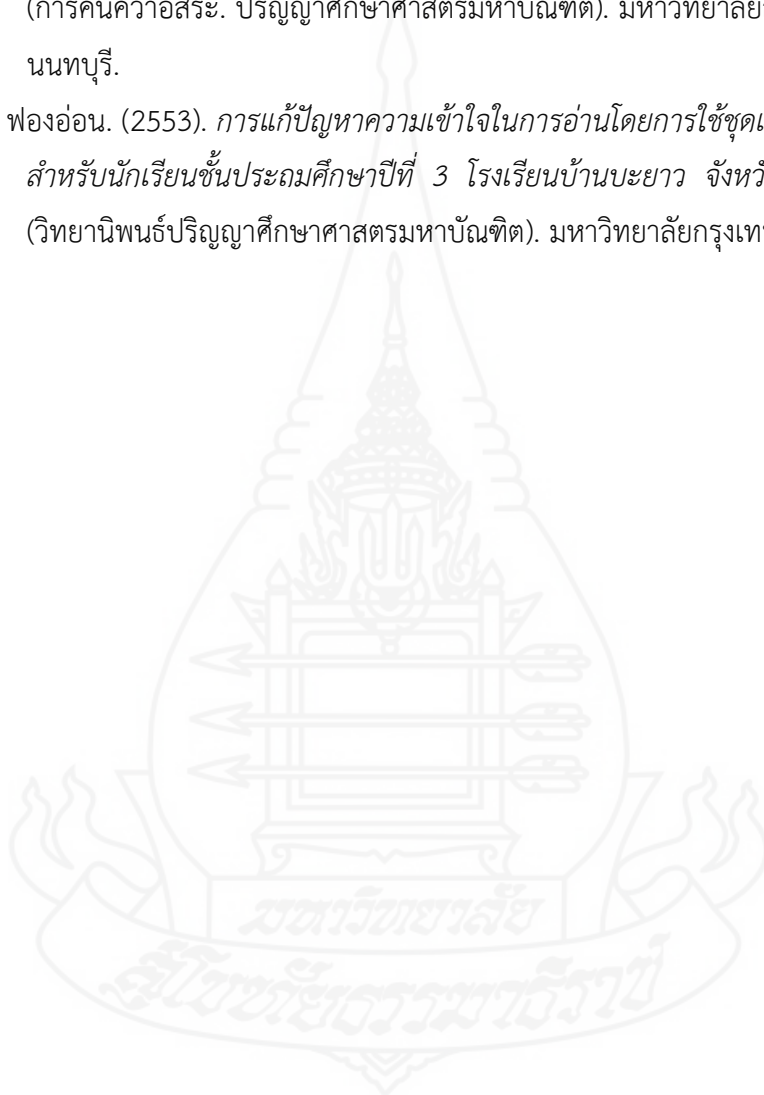 (การค้นคว้าอิสระ. ปริญญาศึกษาศาสตรมหาบัณฑิต). มหาวิทยาลัย
นนทบุรี.
ฟองอ่อน. (2553). การแก้ปัญหาความเข้าใจในการอ่านโดยการใช้ชุด
สำหรับนักเรียนชั้นประถมศึกษาปีที่ 3 โรงเรียนบ้านบะยาว
(วิทยานิพนธ์ปริญญาศึกษาศาสตรมหาบัณฑิต). มหาวิทยาลัยกรุงเทพ
มหาวิทยาลัย
สุโขทัยธรรมาธิราช